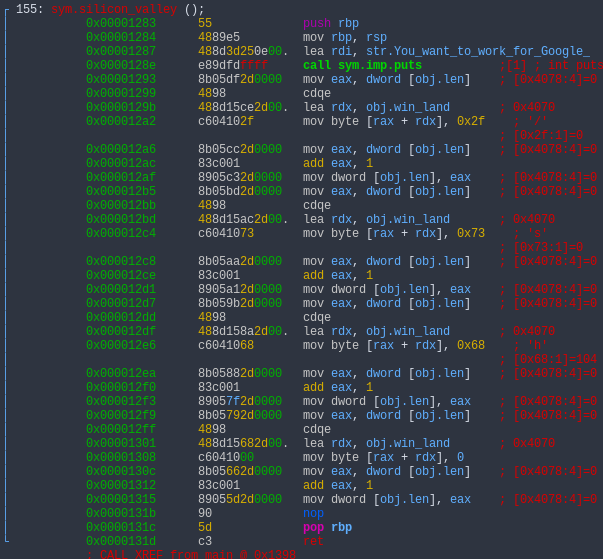 155: sym.silicon_valley ();
0x00001283 55 push rbp
0x00001284 4889e5 mov rbp, rsp
0x00001287 488d3d250e00. lea rdi, str.You_want_to_work_for_Google_
0x0000128e e89dfdffff call sym.imp.puts ;[1] ; int puts
0x00001293 8b05df2d0000 mov eax, dword [obj.len] ; [0x4078:4]=0
0x00001299 4898 cdqe
0x0000129b 488d15ce2d00. lea rdx, obj.win_land ; 0x4070
0x000012a2 c604102f mov byte [rax + rdx], 0x2f ; '/'
; [0x2f:1]=0
0x000012a6 8b05cc2d0000 mov eax, dword [obj.len] ; [0x4078:4]=0
0x000012ac 83c001 add eax, 1
0x000012af 8905c32d0000 mov dword [obj.len], eax ; [0x4078:4]=0
0x000012b5 8b05bd2d0000 mov eax, dword [obj.len] ; [0x4078:4]=0
0x000012bb 4898 cdqe
0x000012bd 488d15ac2d00. lea rdx, obj.win_land ; 0x4070
0x000012c4 c6041073 mov byte [rax + rdx], 0x73 ; 's'
; [0x73:1]=0
0x000012c8 8b05aa2d0000 mov eax, dword [obj.len] ; [0x4078:4]=0
0x000012ce 83c001 add eax, 1
0x000012d1 8905a12d0000 mov dword [obj.len], eax ; [0x4078:4]=0
0x000012d7 8b059b2d0000 mov eax, dword [obj.len] ; [0x4078:4]=0
0x000012dd 4898 cdqe
0x000012df 488d158a2d00. lea rdx, obj.win_land ; 0x4070
0x000012e6 c6041068 mov byte [rax + rdx], 0x68 ; 'h'
; [0x68:1]=104
0x000012ea 8b05882d0000 mov eax, dword [obj.len] ; [0x4078:4]=0
0x000012f0 83c001 add eax, 1
0x000012f3 89057f2d0000 mov dword [obj.len], eax ; [0x4078:4]=0
0x000012f9 8b05792d0000 mov eax, dword [obj.len] ; [0x4078:4]=0
0x000012ff 4898 cdqe
0x00001301 488d15682d00. lea rdx, obj.win_land ; 0x4070
0x00001308 c6041000 mov byte [rax + rdx], 0
0x0000130c 8b05662d0000 mov eax, dword [obj.len] ; [0x4078:4]=0
0x00001312 83c001 add eax, 1
0x00001315 89055d2d0000 mov dword [obj.len], eax ; [0x4078:4]=0
0x0000131b 90 nop
0x0000131c 5d pop rbp
0x0000131d c3 ret
; CALL XREF from main @